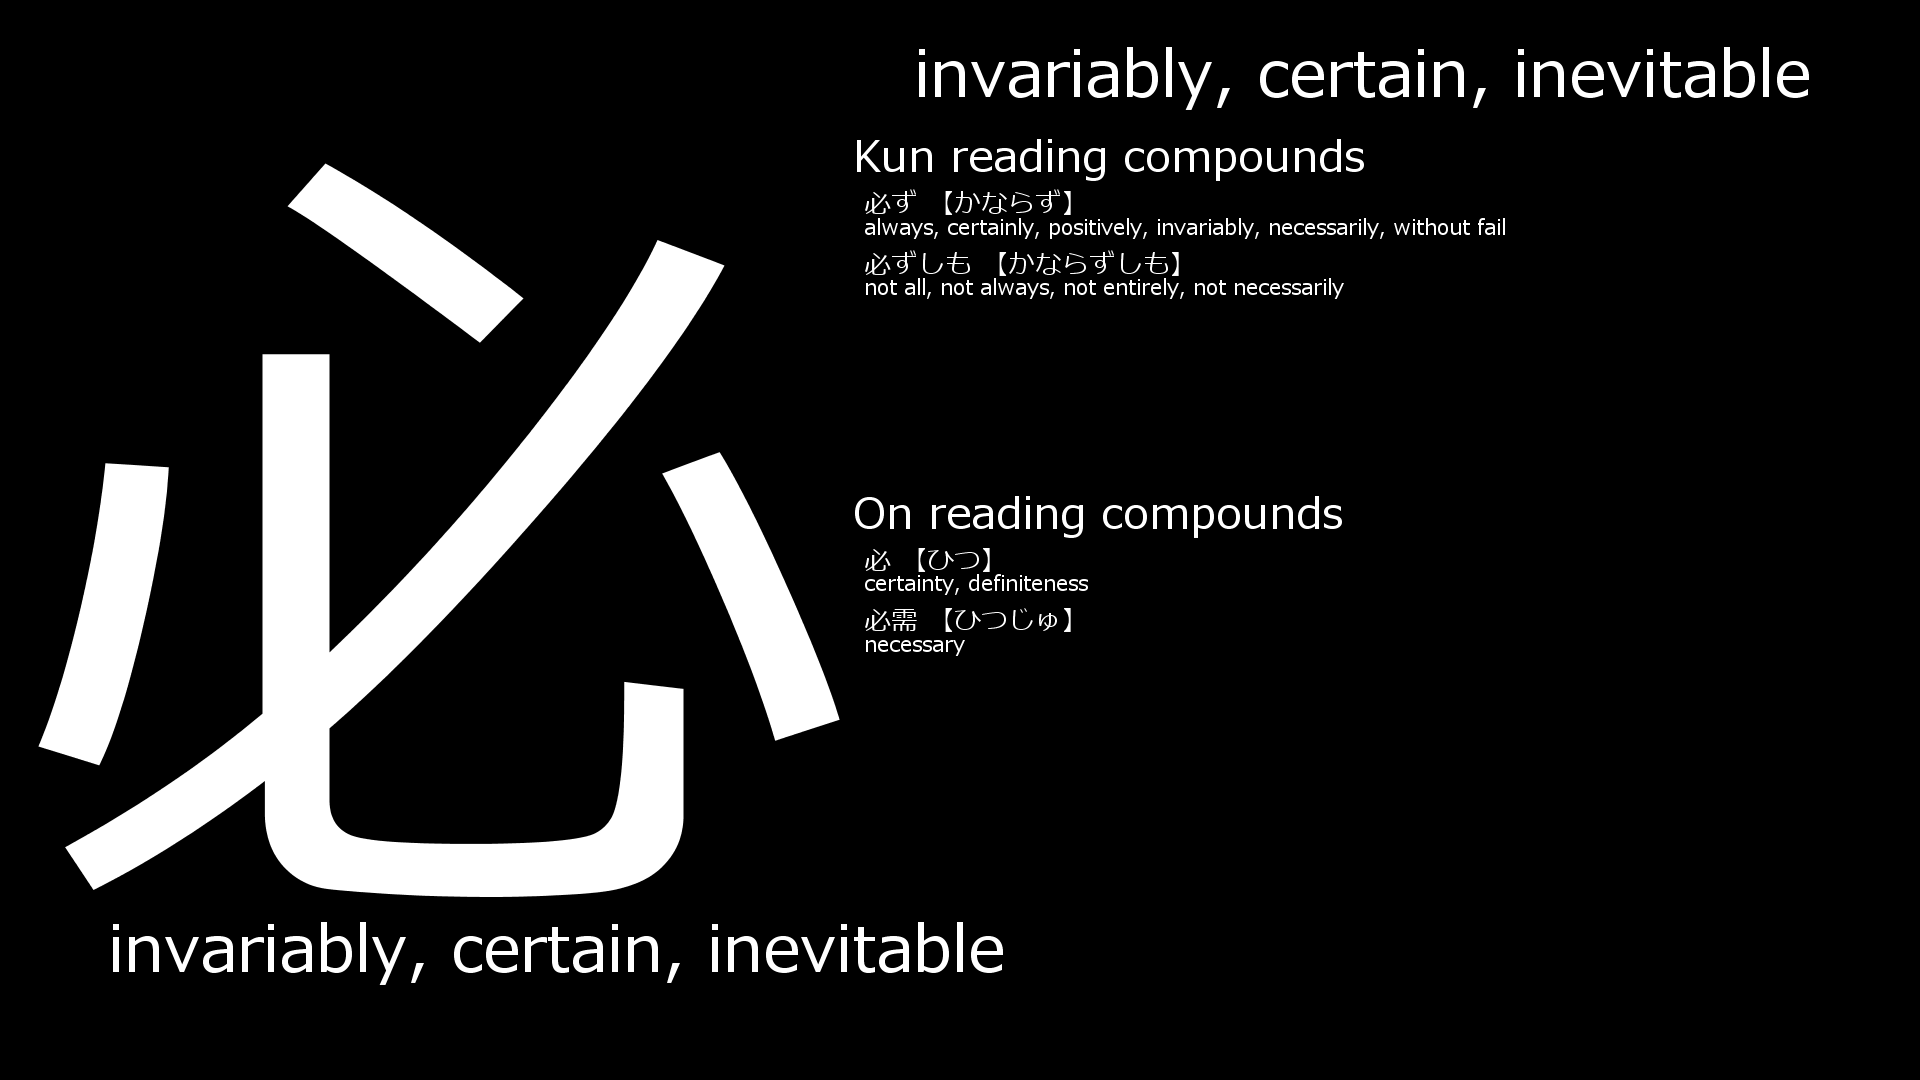 必
invariably, certain, inevitable
invariably, certain, inevitable
Kun reading compounds
必ず 【かならず】
always, certainly, positively, invariably, necessarily, without fail
必ずしも 【かならずしも】
not all, not always, not entirely, not necessarily
On reading compounds
必 【ひつ】
certainty, definiteness
必需 【ひつじゅ】
necessary